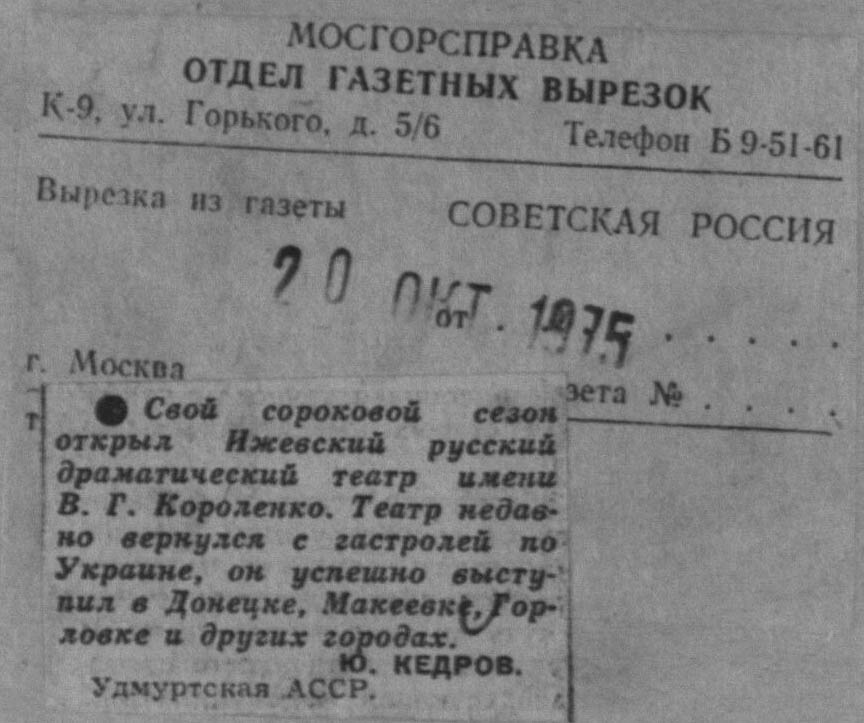 МОСГОРСПРАВКА
ОТДЕЛ ГАЗЕТНЫХ ВЫРЕЗОК
К-9, ул. Горького, д. 5/6 Телефон Б 9-51-61
Вырезка из газеты СОВЕТСКАЯ РОССИЯ
20 ОКТ. 1975
от . . . . .
г. Москва
зета № . . . .
т
● Свой сороковой сезон
открыл Ижевский русский
драматический театр имени
В. Г. Короленко. Театр недав-
но вернулся с гастролей по
Украине, он успешно высту-
пил в Донецке, Макеевке, Гор-
ловке и других городах.
Ю. КЕДРОВ.
Удмуртская АССР.